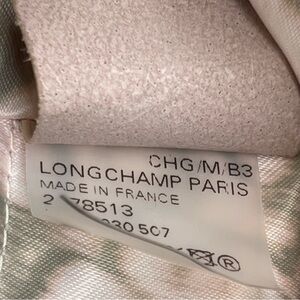 CHG/M/B3
LONGCHAMP PARIS
MADE IN FRANCE
2 78513
030 507
®